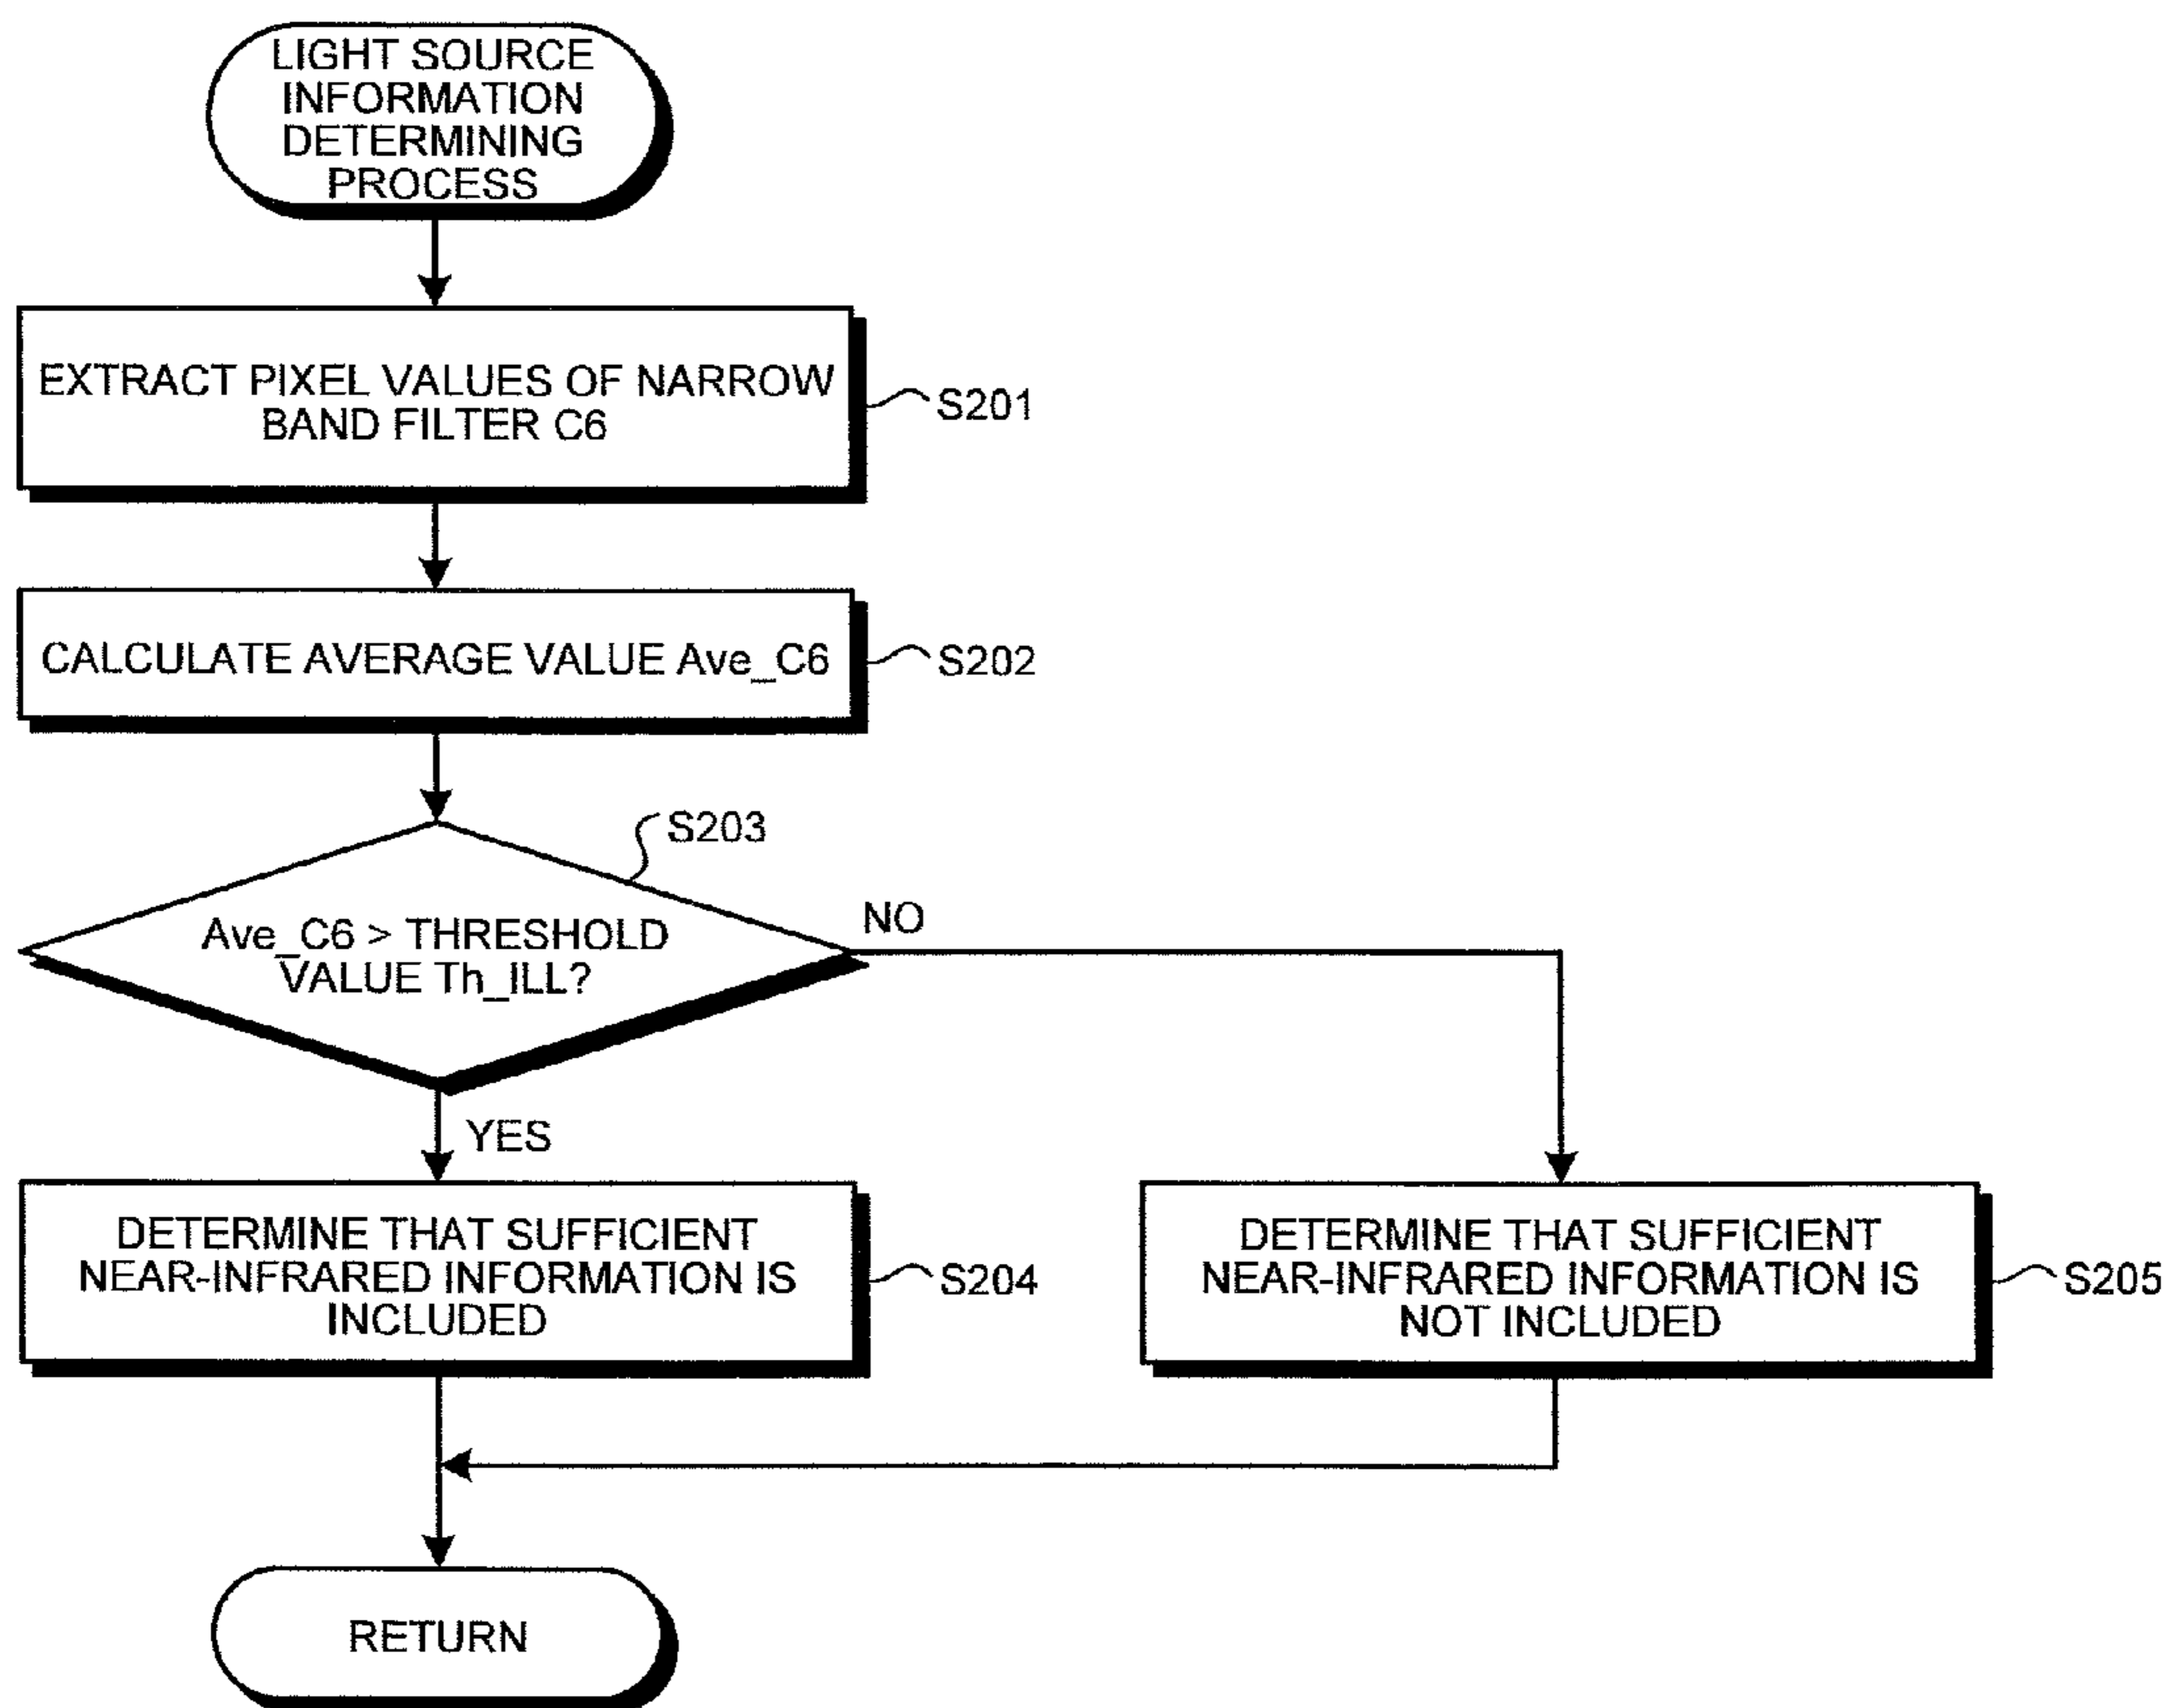 LIGHT SOURCE
INFORMATION
DETERMINING
PROCESS
EXTRACT PIXEL VALUES OF NARROW
BAND FILTER C6
S201
CALCULATE AVERAGE VALUE Ave_C6
S202
S203
Ave_C6 > THRESHOLD
VALUE Th_ILL?
NO
YES
DETERMINE THAT SUFFICIENT
NEAR-INFRARED INFORMATION IS
INCLUDED
S204
DETERMINE THAT SUFFICIENT
NEAR-INFRARED INFORMATION IS
NOT INCLUDED
S205
RETURN